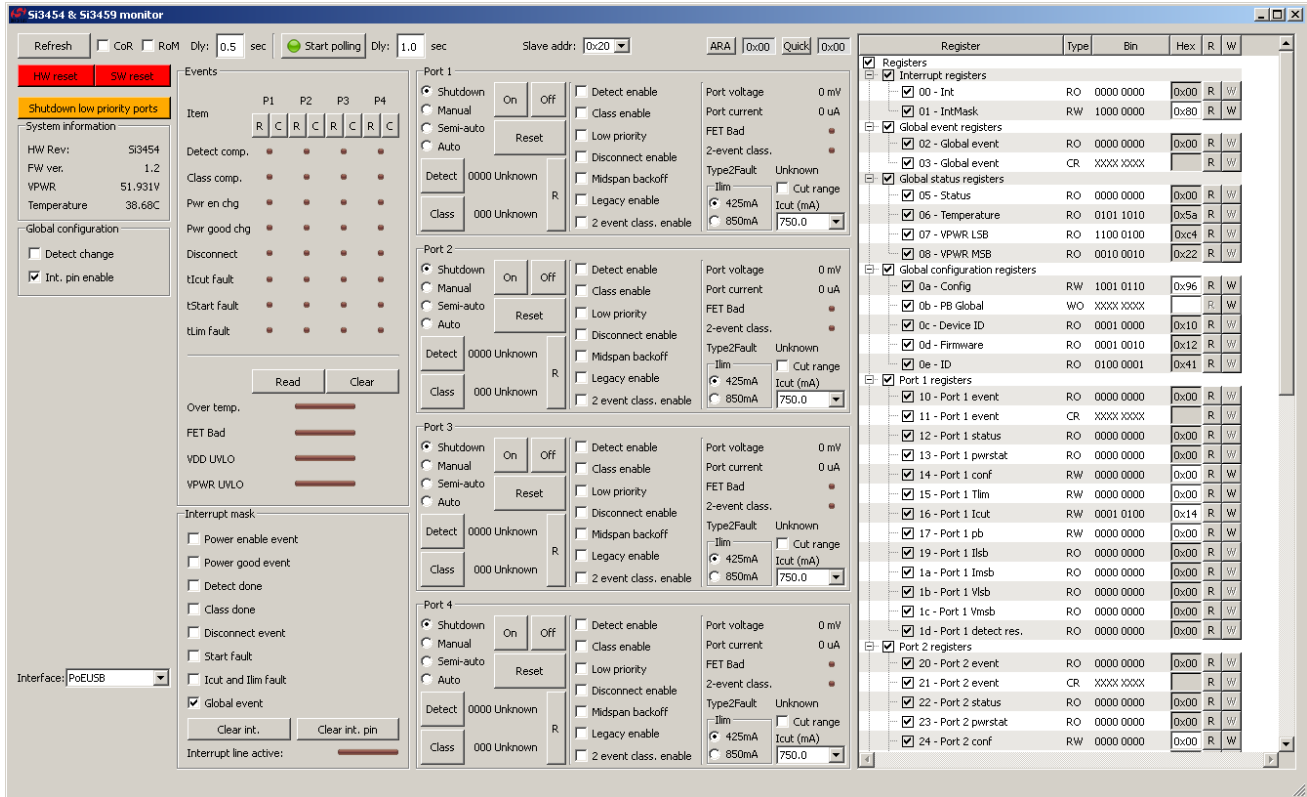 Si3454 & Si3459 monitor
Refresh CoR RoM Dly: 0.5 sec Start polling Dly: 1.0 sec Slave addr: 0x20 ARA 0x00 Quick 0x00
HW reset SW reset
Shutdown low priority ports
System information
HW Rev: Si3454
FW ver. 1.2
VPWR 51.931V
Temperature 38.68C
Global configuration
Detect change
Int. pin enable
Interface: PoEUSB
Events
P1 P2 P3 P4
Item R C R C R C R C
Detect comp.
Class comp.
Pwr en chg
Pwr good chg
Disconnect
tIcut fault
tStart fault
tLim fault
Read Clear
Over temp.
FET Bad
VDD UVLO
VPWR UVLO
Interrupt mask
Power enable event
Power good event
Detect done
Class done
Disconnect event
Start fault
Icut and Ilim fault
Global event
Clear int. Clear int. pin
Interrupt line active:
Port 1
Shutdown On Off Detect enable Port voltage 0 mV
Manual Class enable Port current 0 uA
Semi-auto Reset Low priority FET Bad
Auto Disconnect enable 2-event class.
Detect 0000 Unknown R Midspan backoff Type2Fault Unknown
Legacy enable Ilim Cut range
Class 000 Unknown 425mA Icut (mA)
2 event class. enable 850mA 750.0
Port 2
Shutdown On Off Detect enable Port voltage 0 mV
Manual Class enable Port current 0 uA
Semi-auto Reset Low priority FET Bad
Auto Disconnect enable 2-event class.
Detect 0000 Unknown R Midspan backoff Type2Fault Unknown
Legacy enable Ilim Cut range
Class 000 Unknown 425mA Icut (mA)
2 event class. enable 850mA 750.0
Port 3
Shutdown On Off Detect enable Port voltage 0 mV
Manual Class enable Port current 0 uA
Semi-auto Reset Low priority FET Bad
Auto Disconnect enable 2-event class.
Detect 0000 Unknown R Midspan backoff Type2Fault Unknown
Legacy enable Ilim Cut range
Class 000 Unknown 425mA Icut (mA)
2 event class. enable 850mA 750.0
Port 4
Shutdown On Off Detect enable Port voltage 0 mV
Manual Class enable Port current 0 uA
Semi-auto Reset Low priority FET Bad
Auto Disconnect enable 2-event class.
Detect 0000 Unknown R Midspan backoff Type2Fault Unknown
Legacy enable Ilim Cut range
Class 000 Unknown 425mA Icut (mA)
2 event class. enable 850mA 750.0
Register Type Bin Hex R W
Registers
Interrupt registers
00 - Int RO 0000 0000 0x00 R W
01 - IntMask RW 1000 0000 0x80 R W
Global event registers
02 - Global event RO 0000 0000 0x00 R W
03 - Global event CR XXXX XXXX R W
Global status registers
05 - Status RO 0000 0000 0x00 R W
06 - Temperature RO 0101 1010 0x5a R W
07 - VPWR LSB RO 1100 0100 0xc4 R W
08 - VPWR MSB RO 0010 0010 0x22 R W
Global configuration registers
0a - Config RW 1001 0110 0x96 R W
0b - PB Global WO XXXX XXXX R W
0c - Device ID RO 0001 0000 0x10 R W
0d - Firmware RO 0001 0010 0x12 R W
0e - ID RO 0100 0001 0x41 R W
Port 1 registers
10 - Port 1 event RO 0000 0000 0x00 R W
11 - Port 1 event CR XXXX XXXX R W
12 - Port 1 status RO 0000 0000 0x00 R W
13 - Port 1 pwrstat RO 0000 0000 0x00 R W
14 - Port 1 conf RW 0000 0000 0x00 R W
15 - Port 1 Tlim RW 0000 0000 0x00 R W
16 - Port 1 Icut RW 0001 0100 0x14 R W
17 - Port 1 pb RW 0000 0000 0x00 R W
19 - Port 1 Ilsb RO 0000 0000 0x00 R W
1a - Port 1 Imsb RO 0000 0000 0x00 R W
1b - Port 1 Vlsb RO 0000 0000 0x00 R W
1c - Port 1 Vmsb RO 0000 0000 0x00 R W
1d - Port 1 detect res. RO 0000 0000 0x00 R W
Port 2 registers
20 - Port 2 event RO 0000 0000 0x00 R W
21 - Port 2 event CR XXXX XXXX R W
22 - Port 2 status RO 0000 0000 0x00 R W
23 - Port 2 pwrstat RO 0000 0000 0x00 R W
24 - Port 2 conf RW 0000 0000 0x00 R W